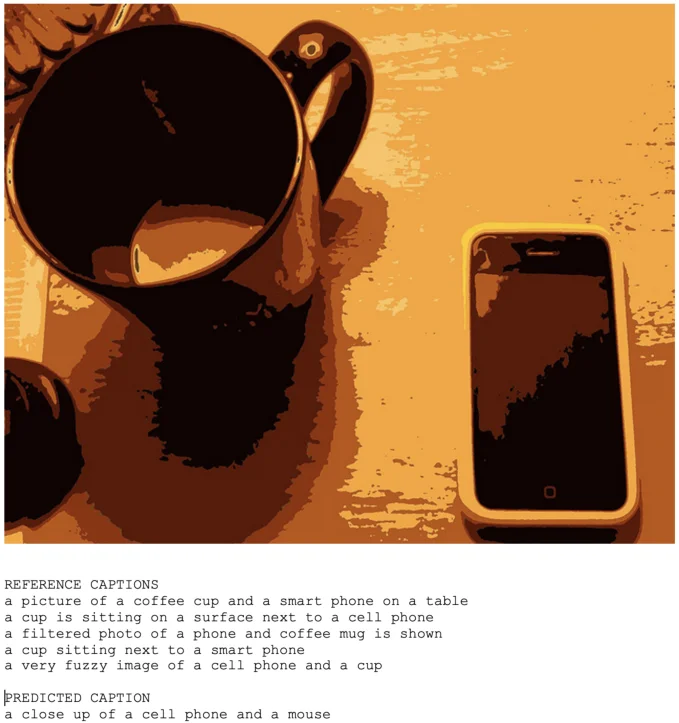 REFERENCE CAPTIONS
a picture of a coffee cup and a smart phone on a table
a cup is sitting on a surface next to a cell phone
a filtered photo of a phone and coffee mug is shown
a cup sitting next to a smart phone
a very fuzzy image of a cell phone and a cup
PREDICTED CAPTION
a close up of a cell phone and a mouse